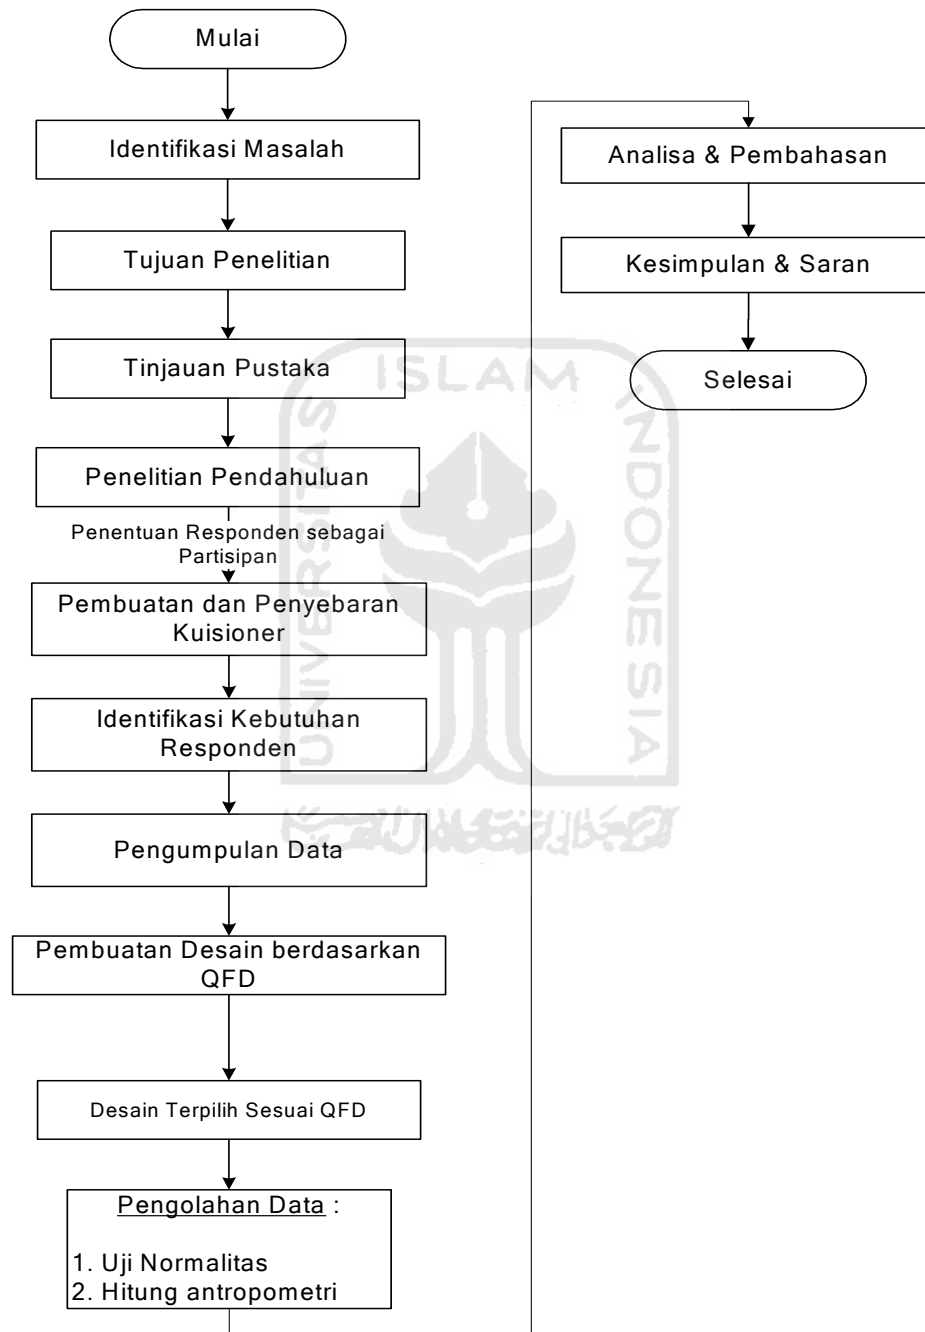 Mulai
Identifikasi Masalah
Tujuan Penelitian
Tinjauan Pustaka
Penelitian Pendahuluan
Penentuan Responden sebagai
Partisipan
Pembuatan dan Penyebaran
Kuisioner
Identifikasi Kebutuhan
Responden
Pengumpulan Data
Pembuatan Desain berdasarkan
QFD
Desain Terpilih Sesuai QFD
Pengolahan Data :
1. Uji Normalitas
2. Hitung antropometri
Analisa & Pembahasan
Kesimpulan & Saran
Selesai
UNIVERSITAS
ISLAM
INDONESIA